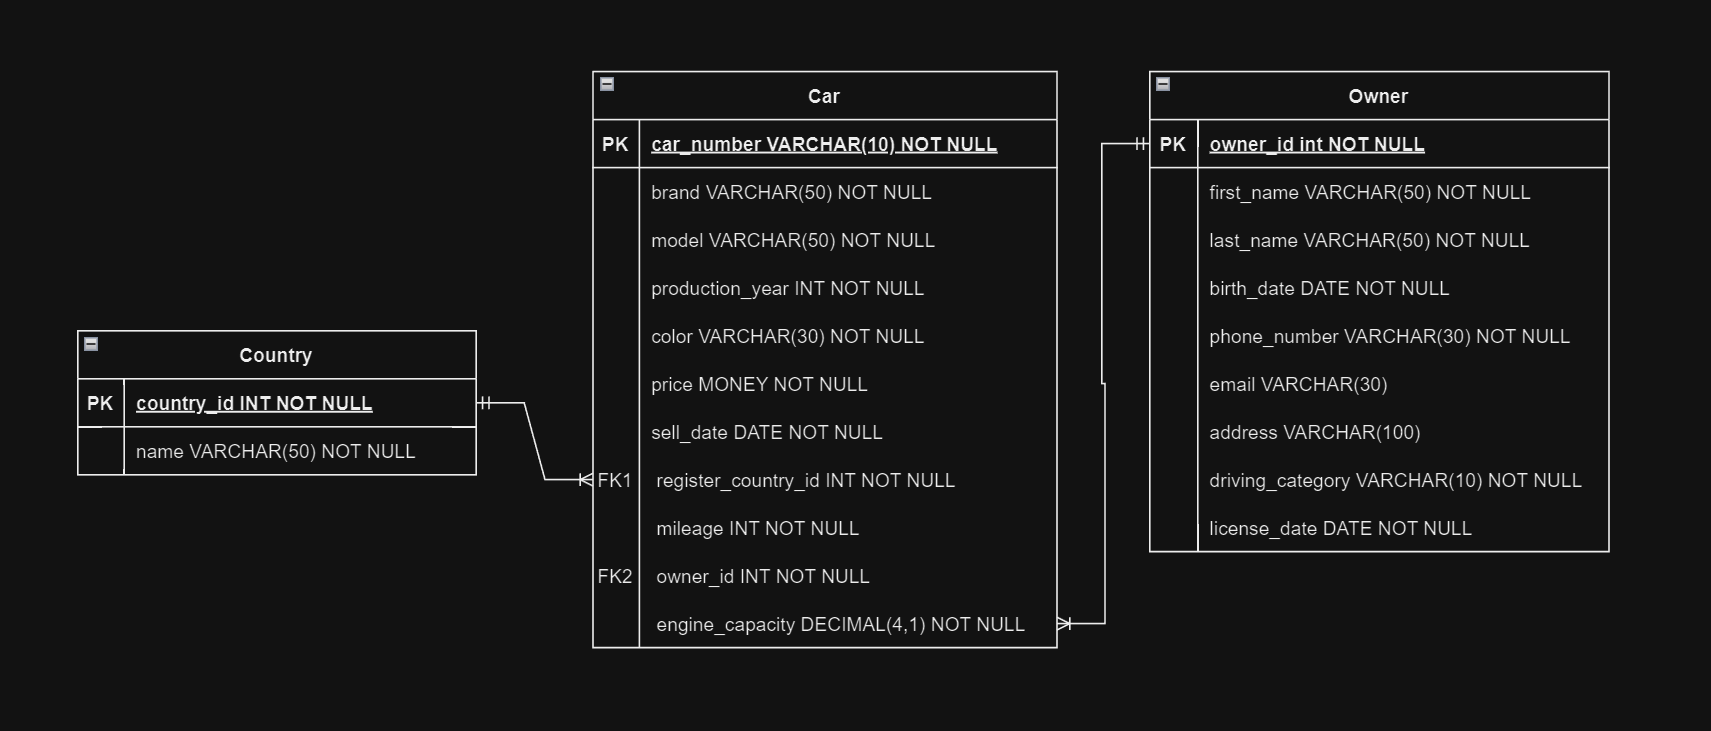 Country
PK country_id INT NOT NULL
name VARCHAR(50) NOT NULL
Car
PK car_number VARCHAR(10) NOT NULL
brand VARCHAR(50) NOT NULL
model VARCHAR(50) NOT NULL
production_year INT NOT NULL
color VARCHAR(30) NOT NULL
price MONEY NOT NULL
sell_date DATE NOT NULL
FK1 register_country_id INT NOT NULL
mileage INT NOT NULL
FK2 owner_id INT NOT NULL
engine_capacity DECIMAL(4,1) NOT NULL
Owner
PK owner_id int NOT NULL
first_name VARCHAR(50) NOT NULL
last_name VARCHAR(50) NOT NULL
birth_date DATE NOT NULL
phone_number VARCHAR(30) NOT NULL
email VARCHAR(30)
address VARCHAR(100)
driving_category VARCHAR(10) NOT NULL
license_date DATE NOT NULL